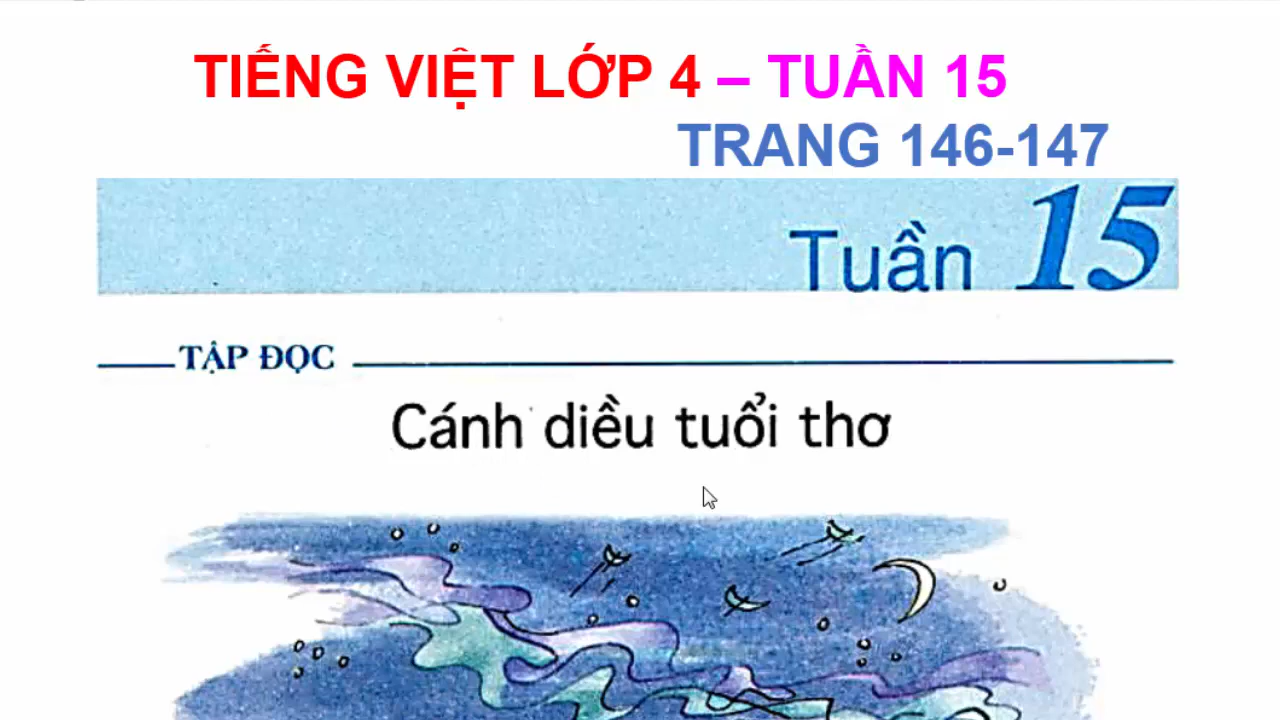 TIẾNG VIỆT LỚP 4 – TUẦN 15
TRANG 146-147
Tuần 15
TẬP ĐỌC
Cánh diều tuổi thơ